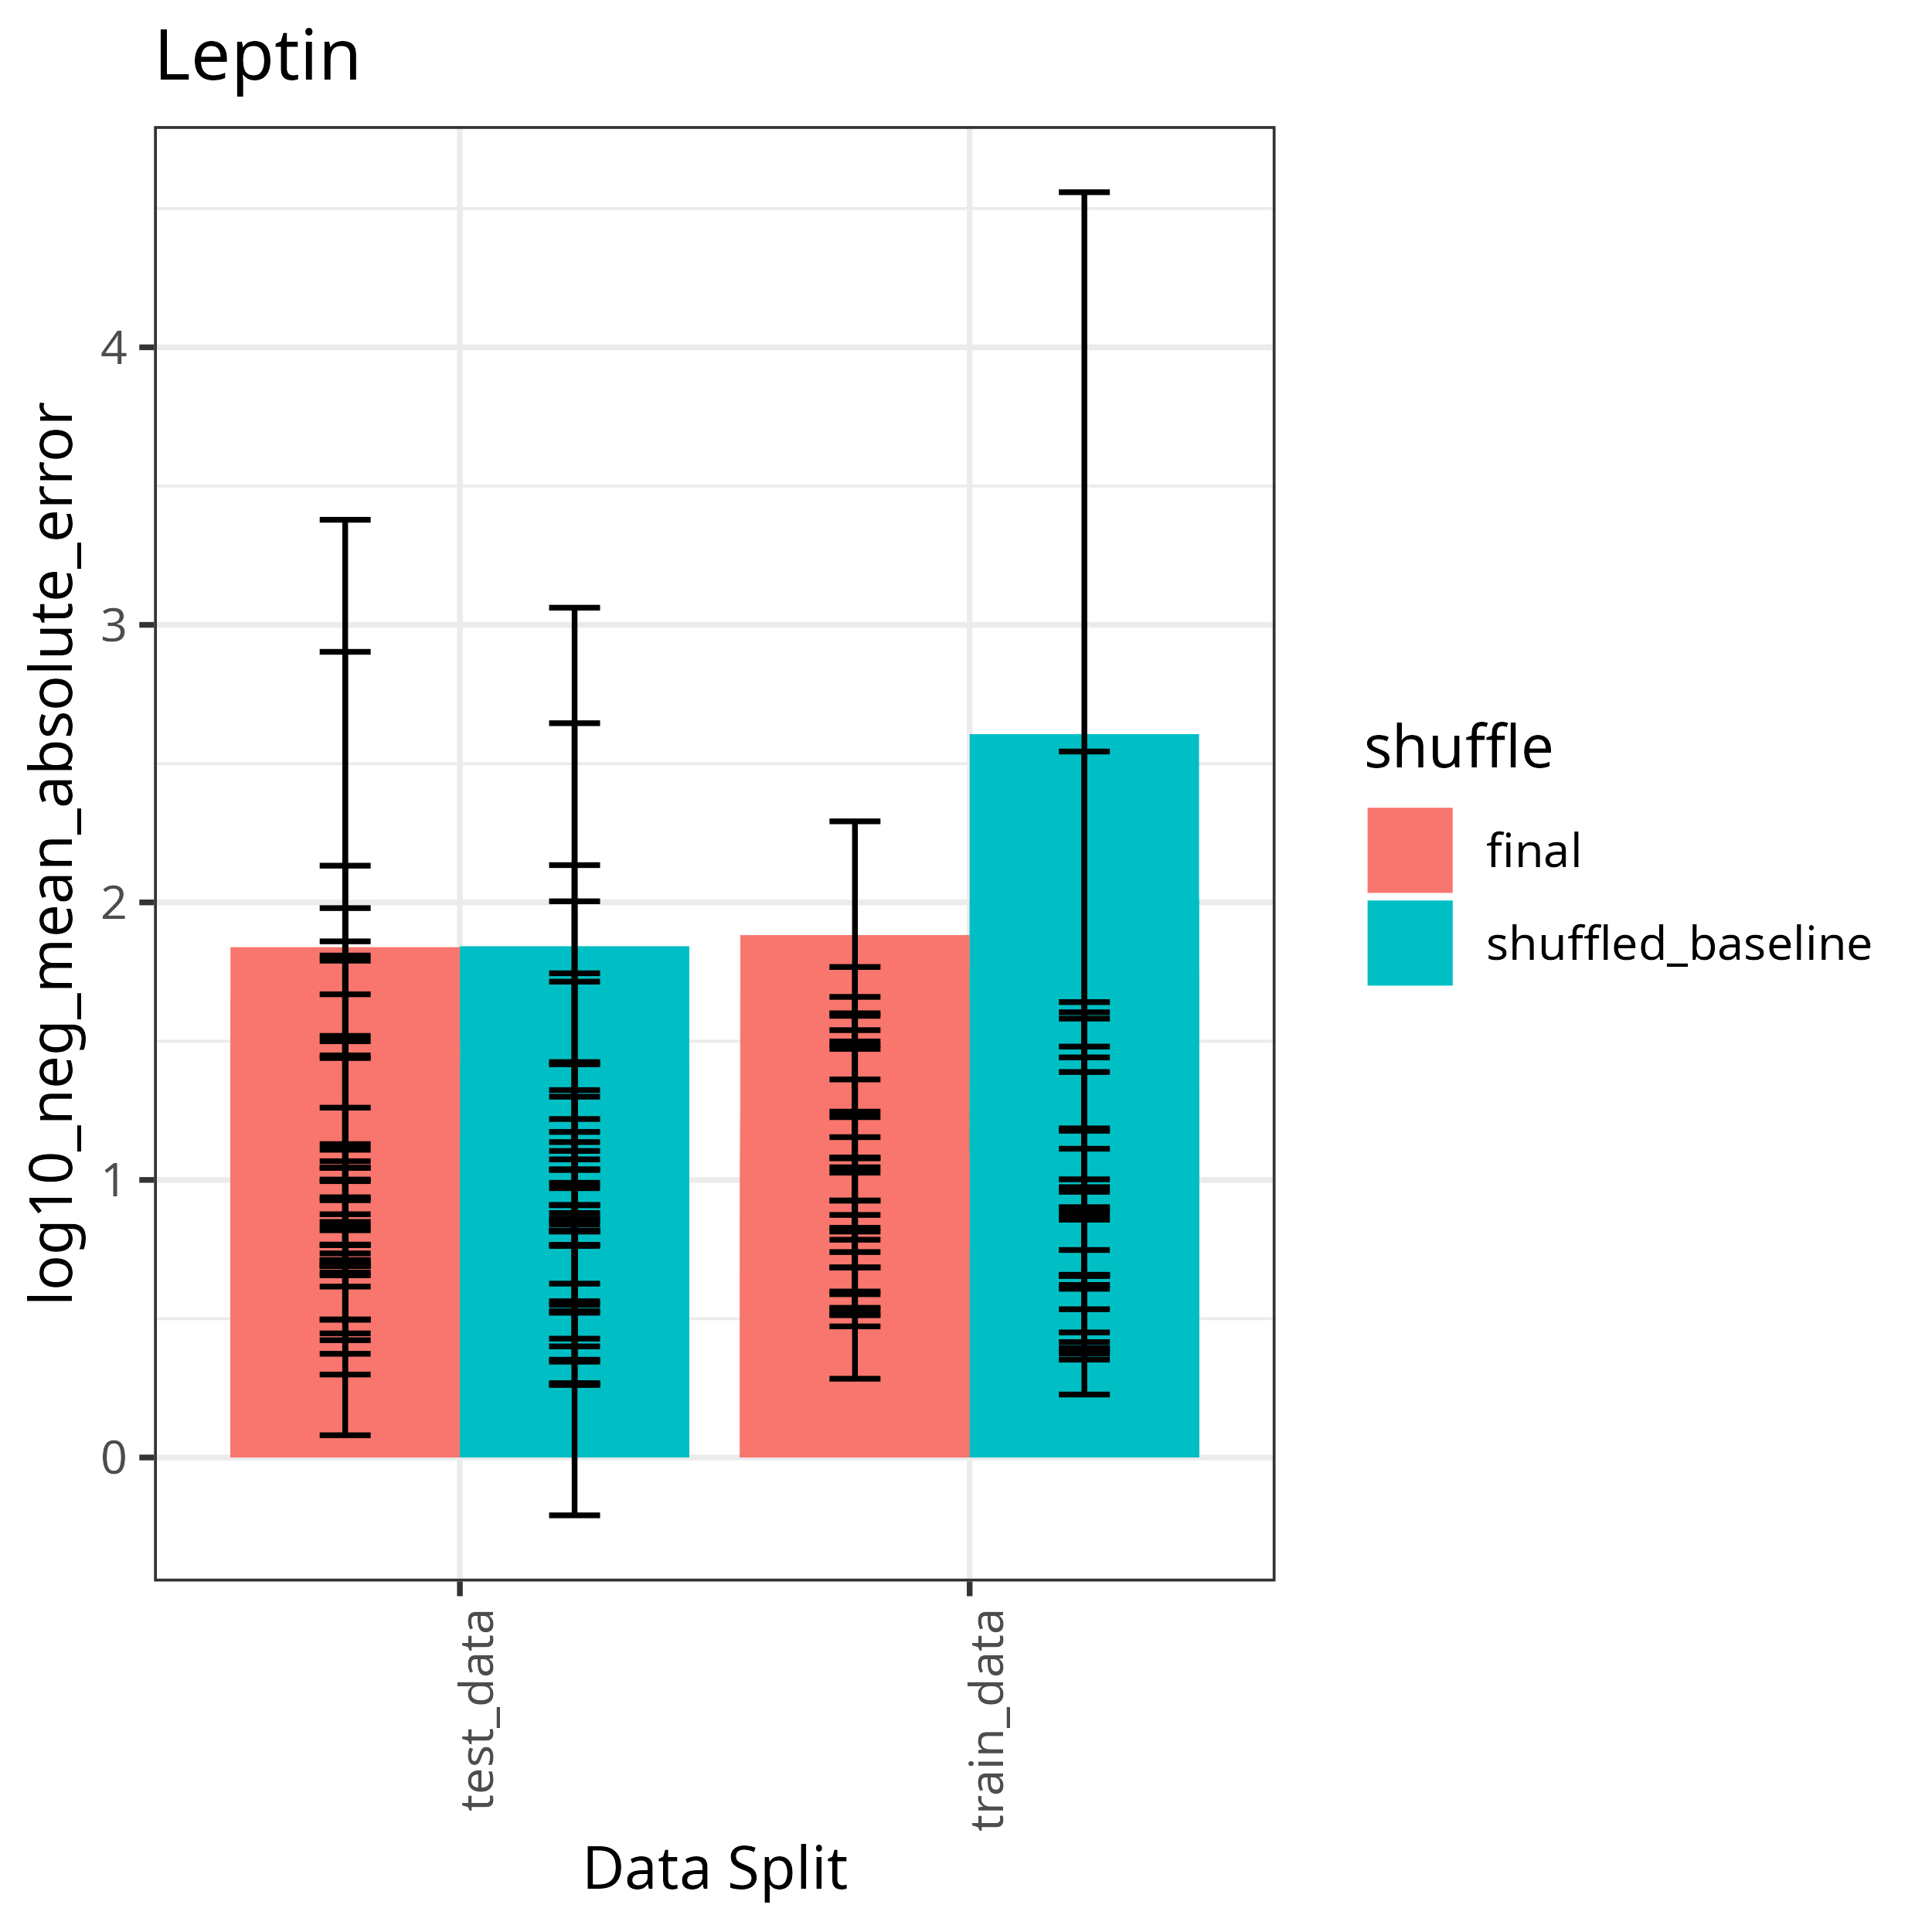 Leptin
log10_neg_mean_absolute_error
4
3
2
1
0
test_data
train_data
Data Split
shuffle
final
shuffled_baseline